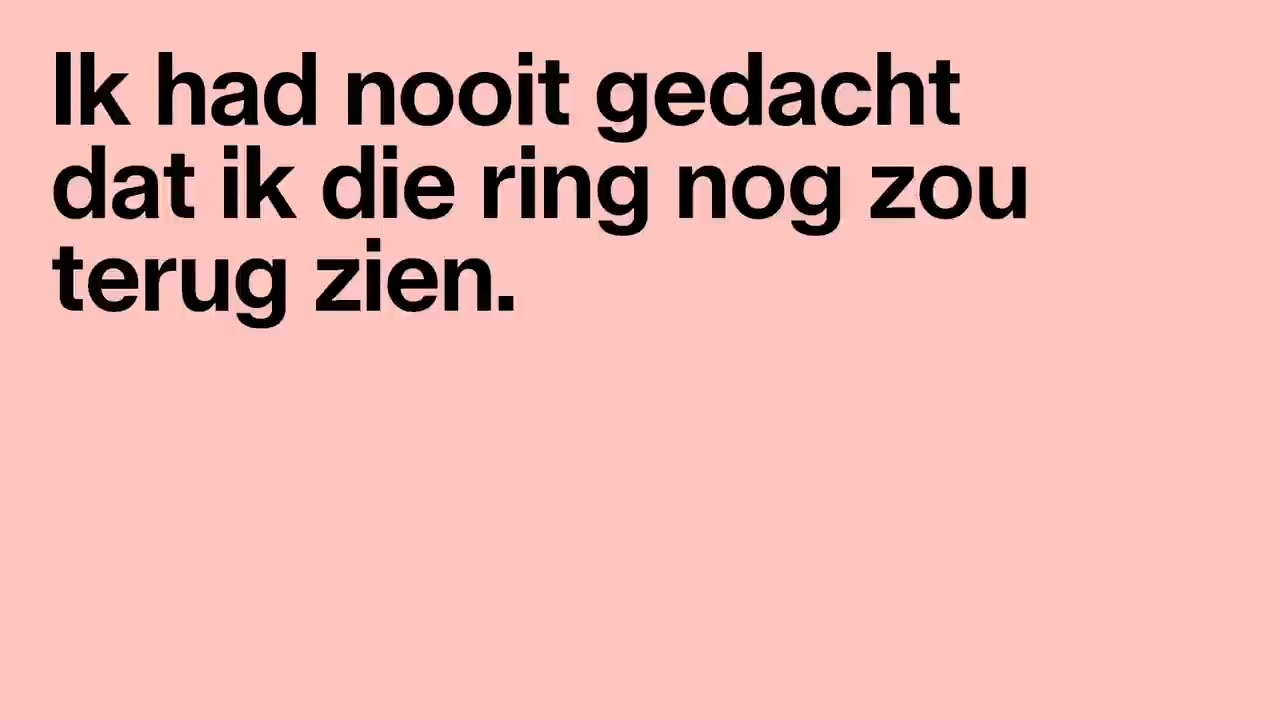 Ik had nooit gedacht
dat ik die ring nog zou
terug zien.